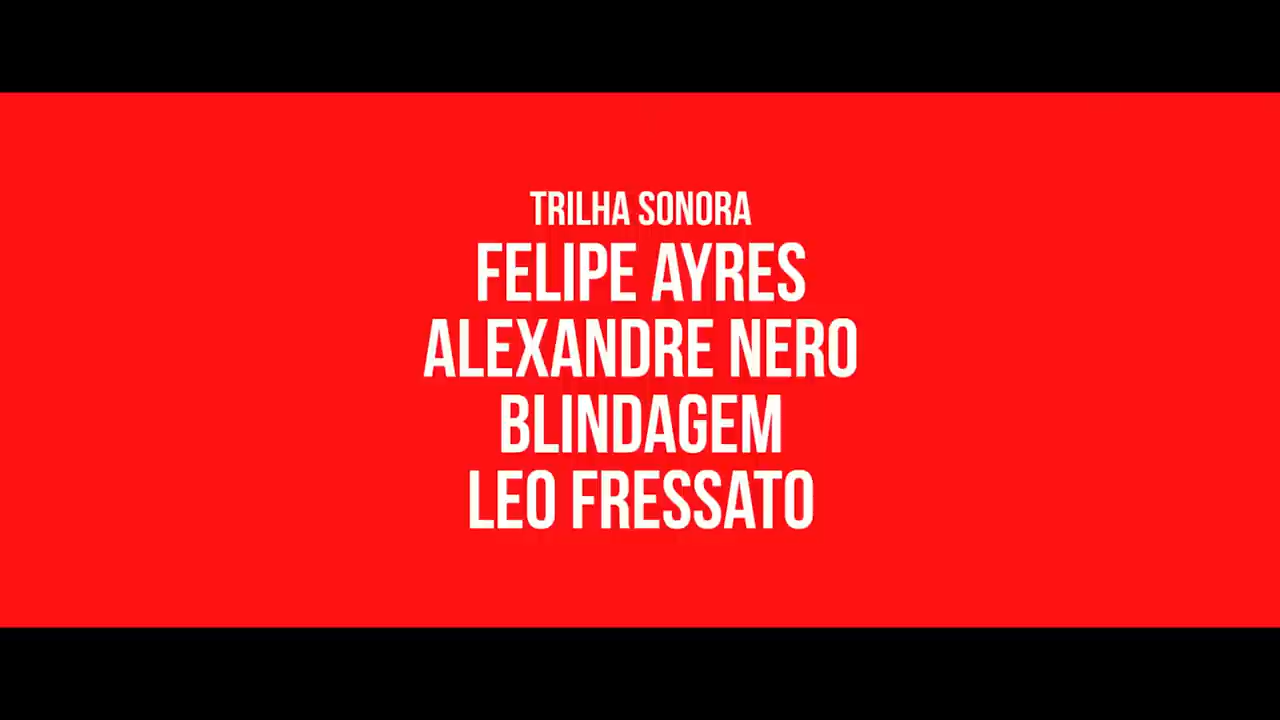 TRILHA SONORA
FELIPE AYRES
ALEXANDRE NERO
BLINDAGEM
LEO FRESSATO